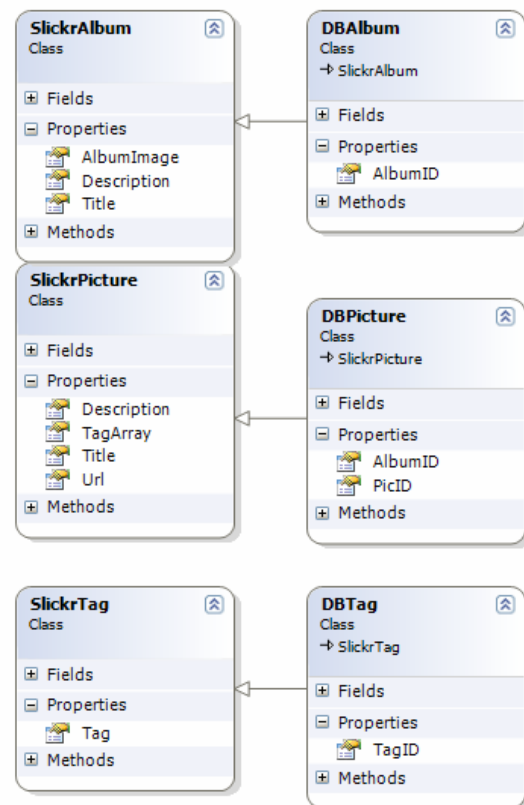 SlickrAlbum
Class
Fields
Properties
AlbumImage
Description
Title
Methods
DBAlbum
Class
SlickrAlbum
Fields
Properties
AlbumID
Methods
SlickrPicture
Class
Fields
Properties
Description
TagArray
Title
Url
Methods
DBPicture
Class
SlickrPicture
Fields
Properties
AlbumID
PicID
Methods
SlickrTag
Class
Fields
Properties
Tag
Methods
DBTag
Class
SlickrTag
Fields
Properties
TagID
Methods